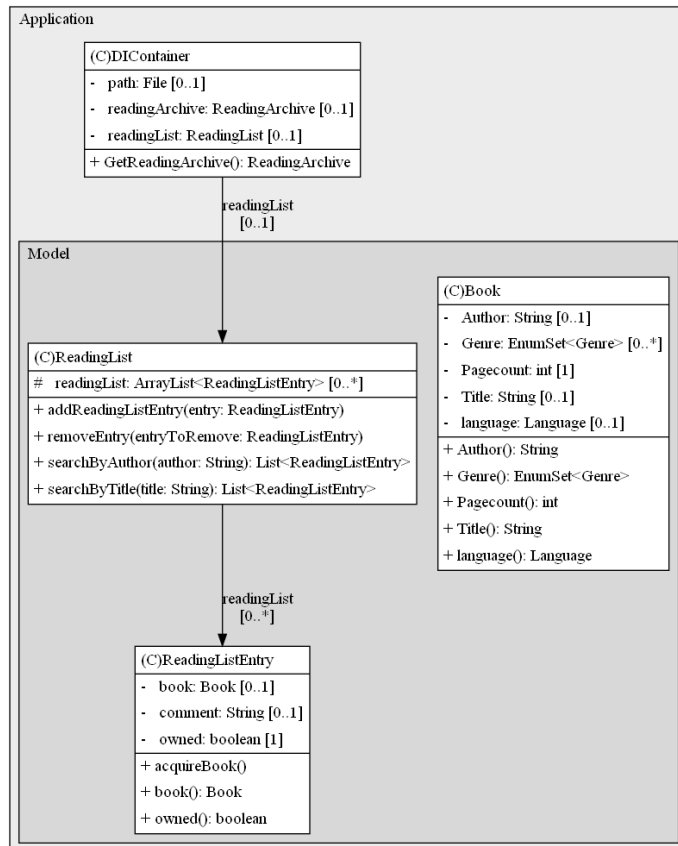 Application
(C)DIContainer
- path: File [0..1]
- readingArchive: ReadingArchive [0..1]
- readingList: ReadingList [0..1]
+ GetReadingArchive(): ReadingArchive
readingList
[0..1]
Model
(C)ReadingList
# readingList: ArrayList<ReadingListEntry> [0..*]
+ addReadingListEntry(entry: ReadingListEntry)
+ removeEntry(entryToRemove: ReadingListEntry)
+ searchByAuthor(author: String): List<ReadingListEntry>
+ searchByTitle(title: String): List<ReadingListEntry>
(C)Book
- Author: String [0..1]
- Genre: EnumSet<Genre> [0..*]
- Pagecount: int [1]
- Title: String [0..1]
- language: Language [0..1]
+ Author(): String
+ Genre(): EnumSet<Genre>
+ Pagecount(): int
+ Title(): String
+ language(): Language
readingList
[0..*]
(C)ReadingListEntry
- book: Book [0..1]
- comment: String [0..1]
- owned: boolean [1]
+ acquireBook()
+ book(): Book
+ owned(): boolean